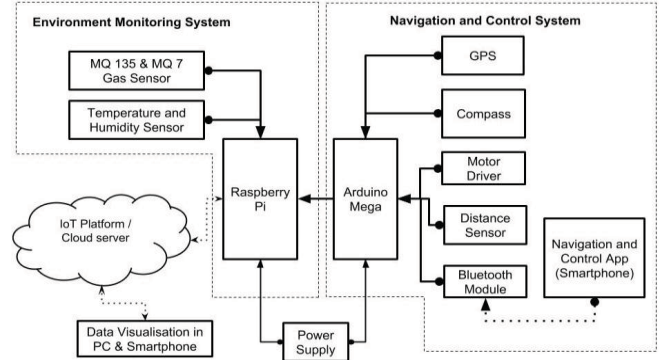 Environment Monitoring System
MQ 135 & MQ 7
Gas Sensor
Temperature and
Humidity Sensor
Raspberry
Pi
IoT Platform /
Cloud server
Data Visualisation in
PC & Smartphone
Power
Supply
Navigation and Control System
GPS
Compass
Arduino
Mega
Motor
Driver
Distance
Sensor
Bluetooth
Module
Navigation and
Control App
(Smartphone)